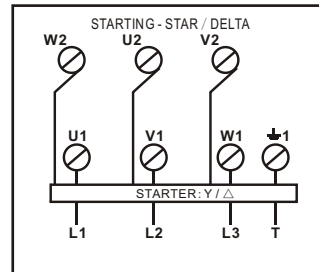 STARTING - STAR / DELTA
W2 U2 V2
U1 V1 W1 ⏚1
STARTER: Y / △
L1 L2 L3 T